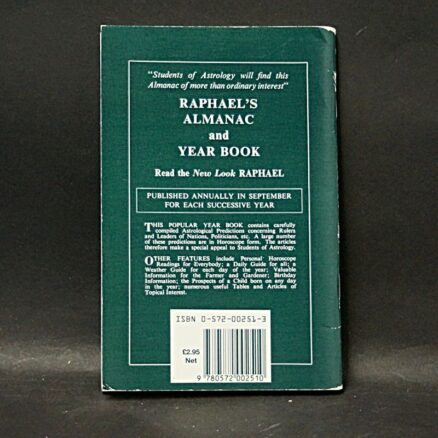 "Students of Astrology will find this
Almanac of more than ordinary interest"
RAPHAEL'S
ALMANAC
and
YEAR BOOK
Read the New Look RAPHAEL
PUBLISHED ANNUALLY IN SEPTEMBER
FOR EACH SUCCESSIVE YEAR
THIS POPULAR YEAR BOOK contains carefully
compiled Astrological Predictions concerning Rulers
and Leaders of Nations, Politicians, etc. A large number
of these predictions are in Horoscope form. The articles
therefore make a special appeal to Students of Astrology.
OTHER FEATURES include Personal Horoscope
Readings for Everybody; a Daily Guide for all; a
Weather Guide for each day of the year; Valuable
Information for the Farmer and Gardener; Birthday
Information; the Prospects of a Child born on any day
in the year; numerous useful Tables and Articles of
Topical Interest.
ISBN 0-572-00251-3
£2.95
Net
9 780572 002510